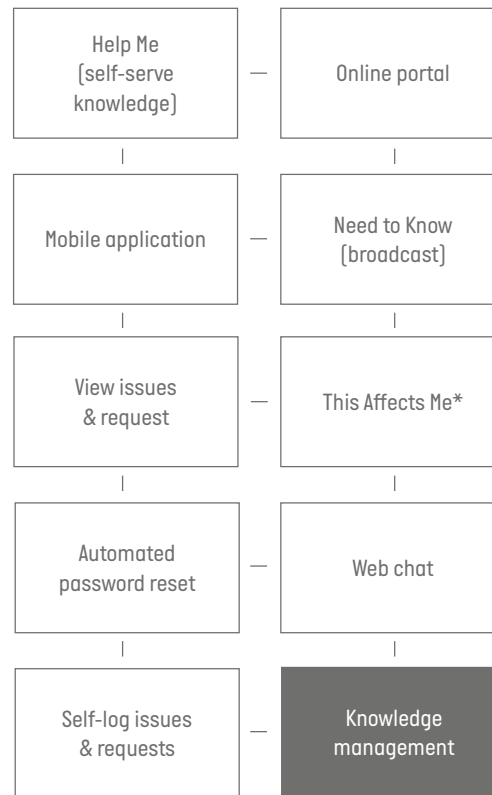 Help Me
(self-serve
knowledge)
Online portal
Mobile application
Need to Know
(broadcast)
View issues
& request
This Affects Me*
Automated
password reset
Web chat
Self-log issues
& requests
Knowledge
management